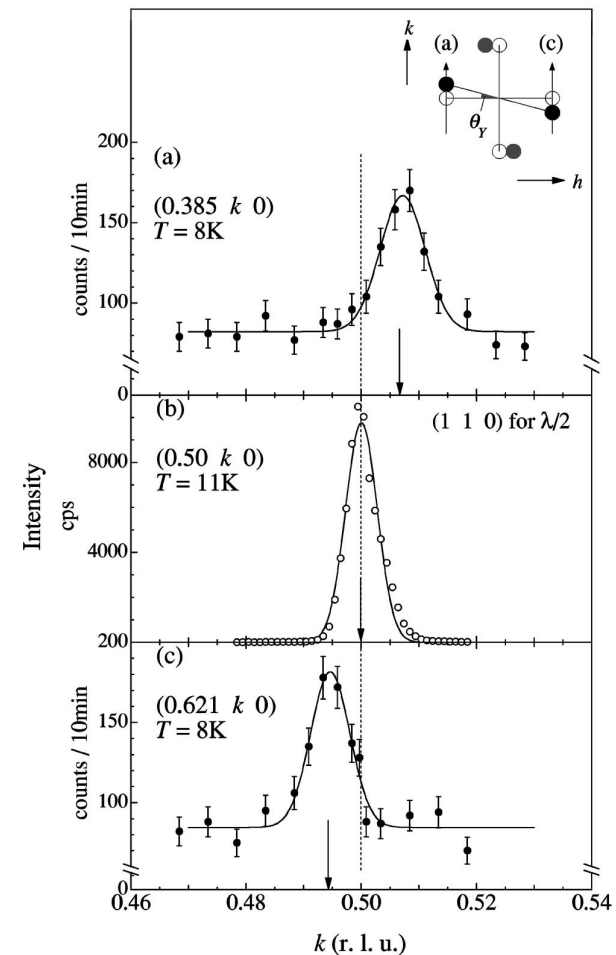 k
(a)
(c)
θY
h
200
(a)
(0.385 k 0)
T = 8K
150
counts / 10min
100
0
(b)
(1 1 0) for λ/2
(0.50 k 0)
T = 11K
8000
Intensity
cps
4000
200
(c)
(0.621 k 0)
T = 8K
150
counts / 10min
100
0
0.46
0.48
0.50
0.52
0.54
k (r. l. u.)